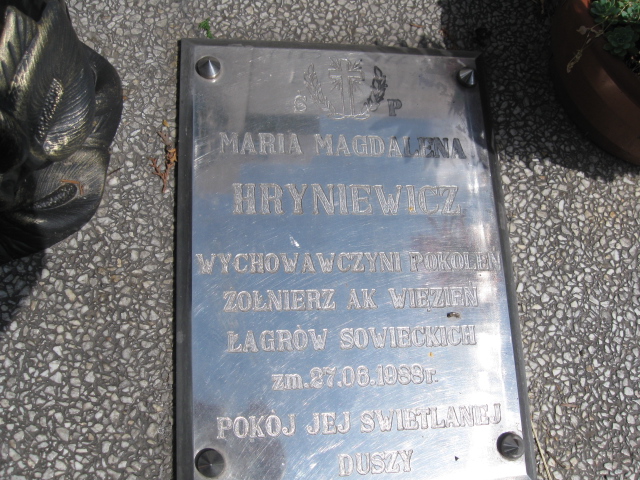 S P
MARIA MAGDALENA
HRYNIEWICZ
WYCHOWAWCZYNI POKOLEŃ
ŻOŁNIERZ AK WIĘZIEŃ
ŁAGRÓW SOWIECKICH
zm. 27.06.1988r.
POKÓJ JEJ ŚWIETLANEJ
DUSZY